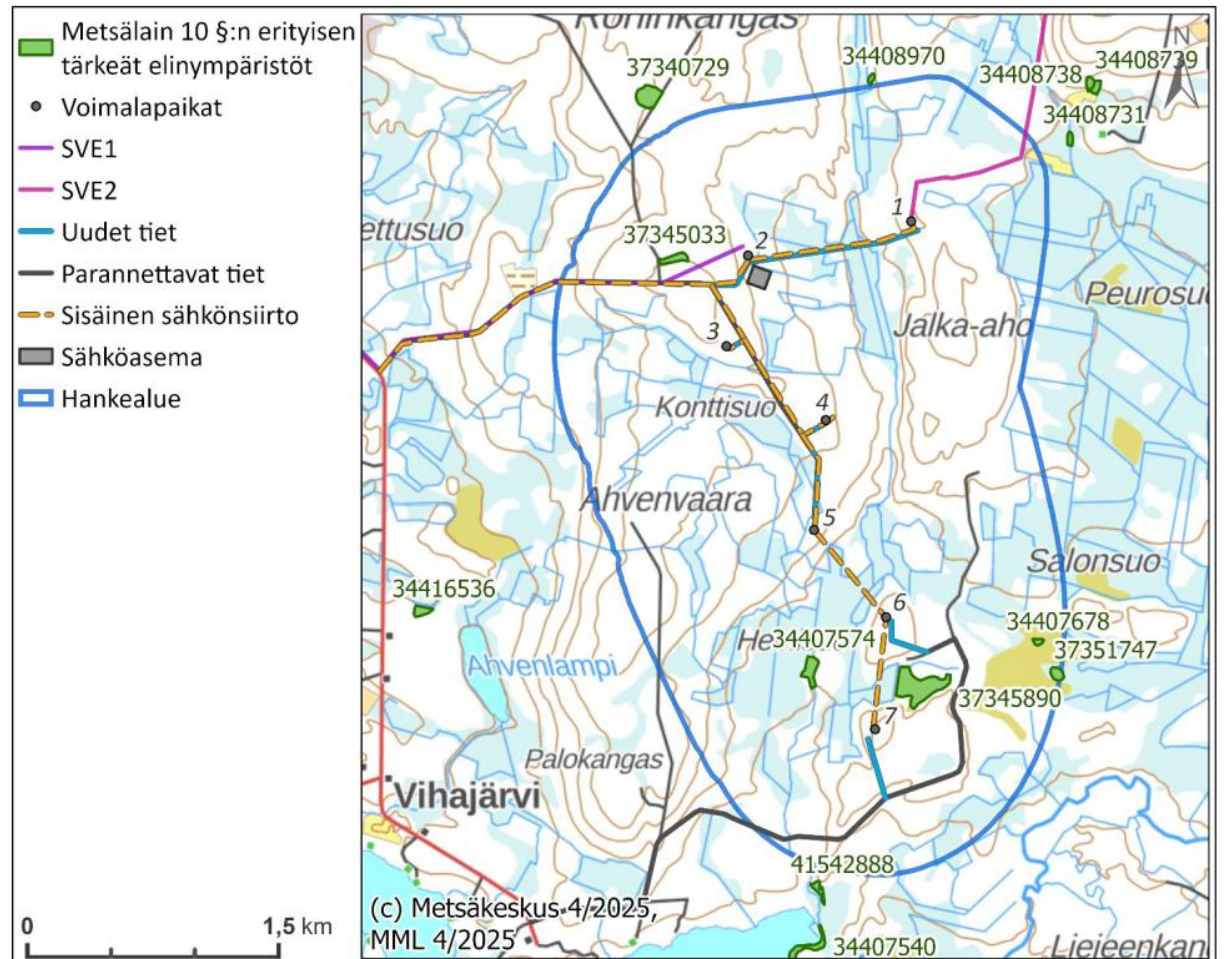 Metsälain 10 §:n erityisen
tärkeät elinympäristöt
Voimalapaikat
SVE1
SVE2
Uudet tiet
Parannettavat tiet
Sisäinen sähkönsiirto
Sähköasema
Hankealue
0 1,5 km
N
37340729
34408970
34408738
34408739
34408731
ettusuo
37345033
1
2
Peurosu
Jalka-aho
3
Konttisuo
4
Ahvenvaara
5
Salonsuo
34416536
6
34407678
He
34407574
37351747
Ahvenlampi
37345890
7
Palokangas
Vihajärvi
41542888
(c) Metsäkeskus 4/2025,
MML 4/2025
34407540